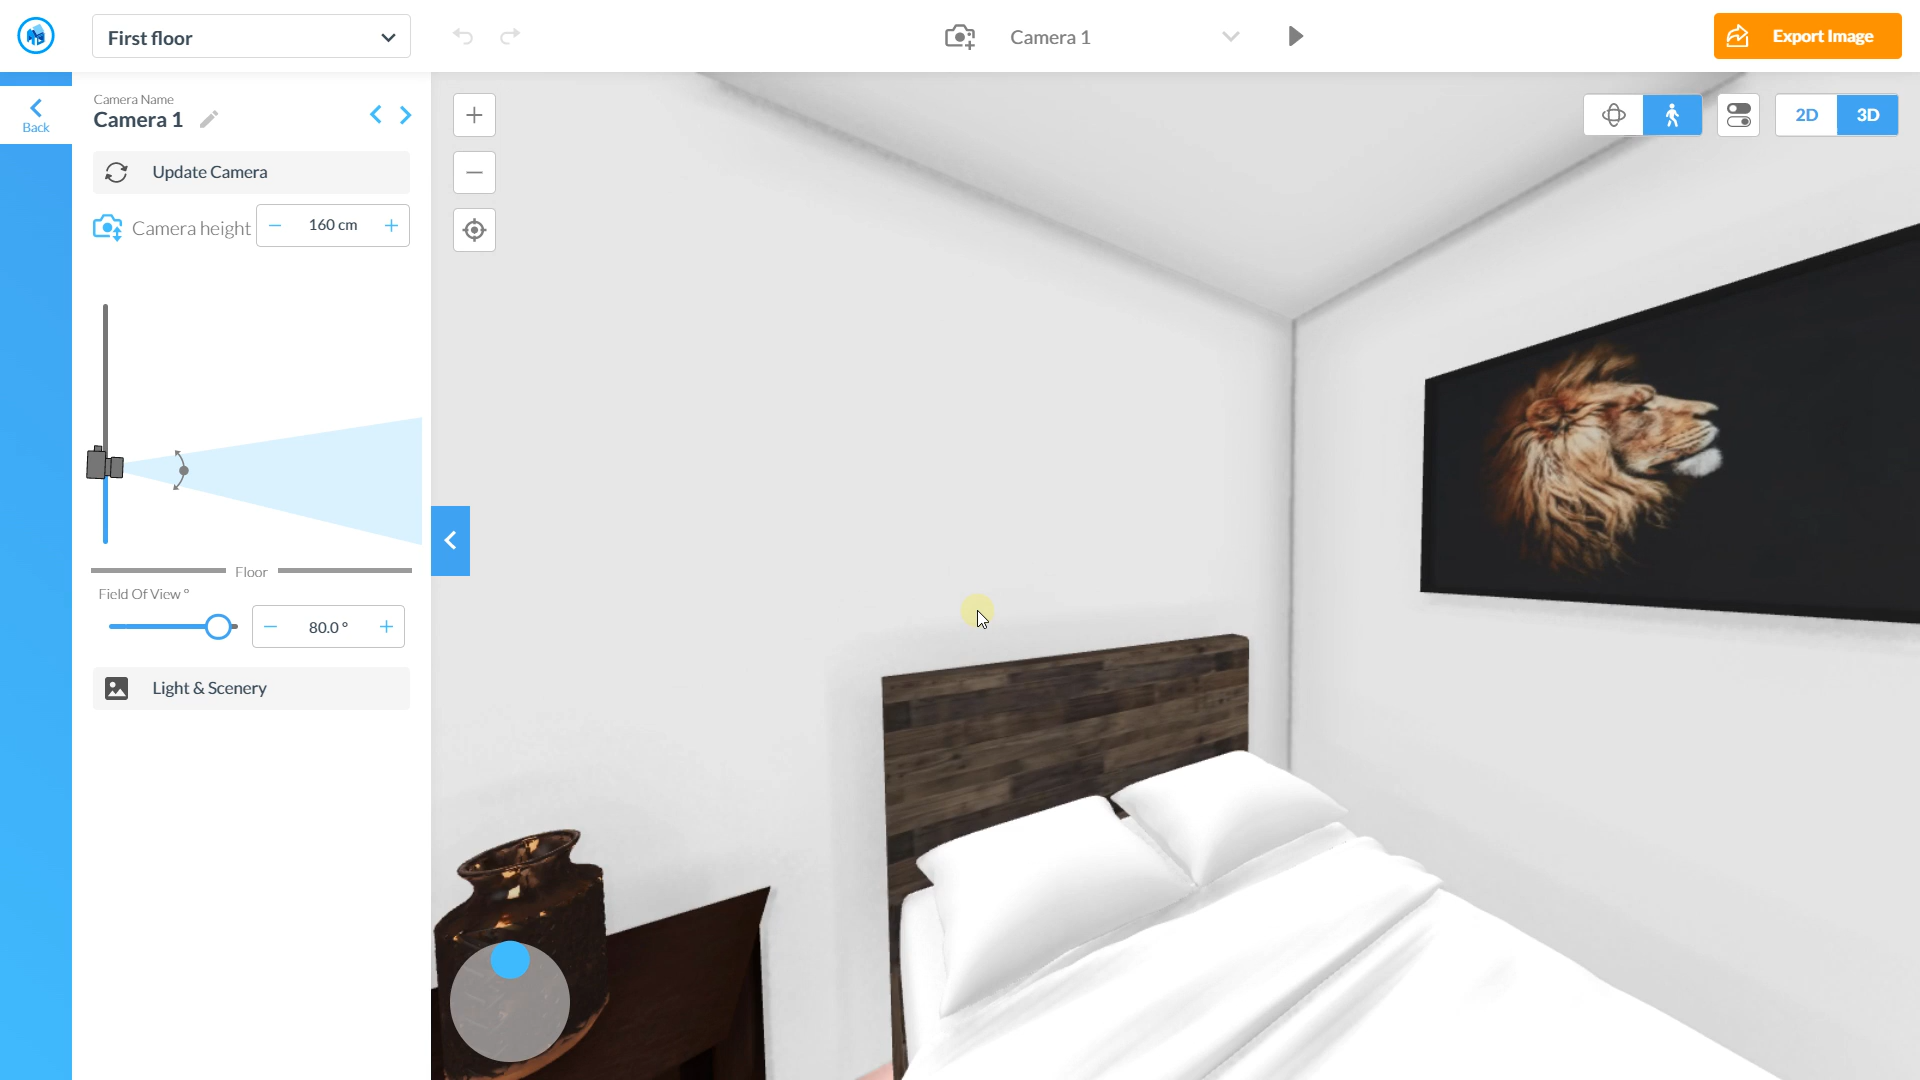 First floor
Camera 1
Export Image
Back
Camera Name
Camera 1
Update Camera
Camera height
160 cm
2D
3D
Floor
Field Of View °
80.0 °
Light & Scenery